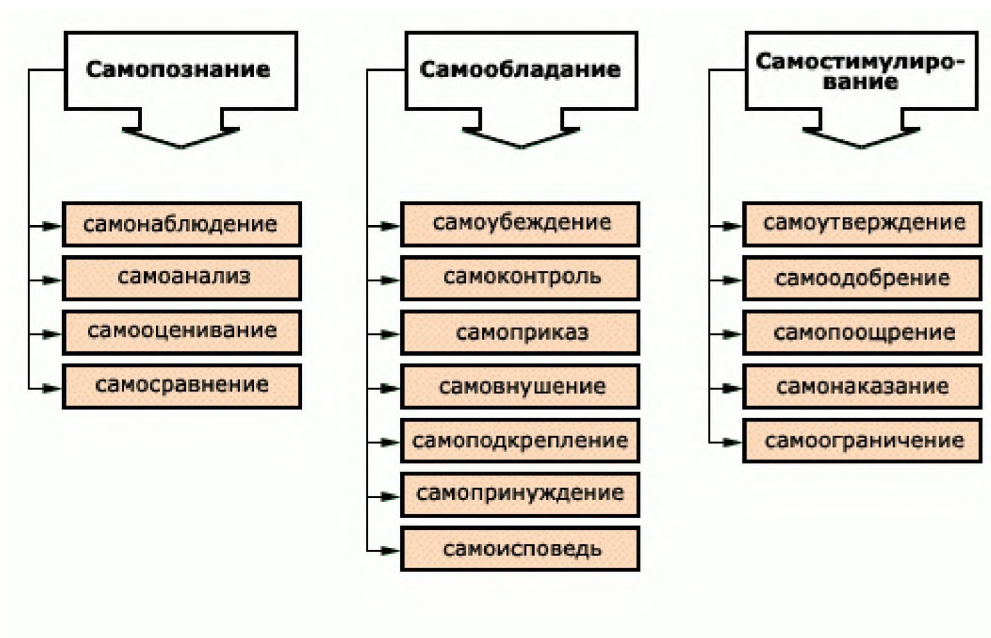 Самопознание
самонаблюдение
самоанализ
самооценивание
самосравнение
Самообладание
самоубеждение
самоконтроль
самоприказ
самовнушение
самоподкрепление
самопринуждение
самоисповедь
Самостимулиро-
вание
самоутверждение
самоодобрение
самопоощрение
самонаказание
самоограничение